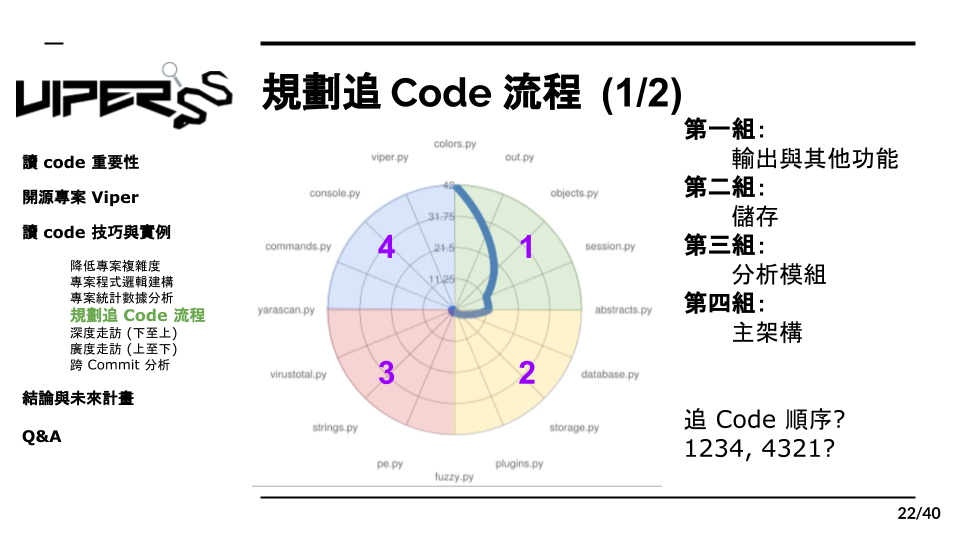 VIPER
規劃追 Code 流程 (1/2)
讀 code 重要性
開源專案 Viper
讀 code 技巧與實例
降低專案複雜度
專案程式邏輯建構
專案統計數據分析
規劃追 Code 流程
深度走訪 (下至上)
廣度走訪 (上至下)
跨 Commit 分析
結論與未來計畫
Q&A
colors.py
viper.py
out.py
console.py
objects.py
commands.py
session.py
yarascan.py
abstracts.py
virustotal.py
database.py
strings.py
storage.py
pe.py
plugins.py
fuzzy.py
42
31.75
21.5
11.25
4
1
3
2
第一組:
輸出與其他功能
第二組:
儲存
第三組:
分析模組
第四組:
主架構
追 Code 順序?
1234, 4321?
22/40